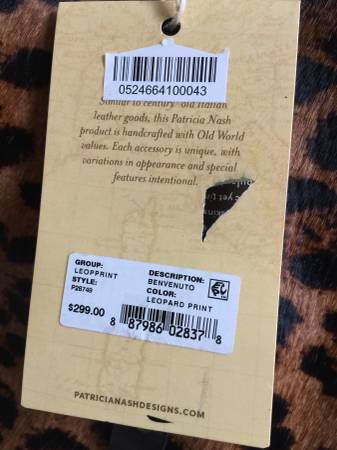 0524664100043
Similar to century old Italian
leather goods, this Patricia Nash
product is handcrafted with Old World
values. Each accessory is unique, with
variations in appearance and special
features intentional.
GROUP:
LEOPPRINT
STYLE:
P28749
$299.00
DESCRIPTION:
BENVENUTO
COLOR:
LEOPARD PRINT
8 87986 02837 8
PATRICIANASHDESIGNS.COM